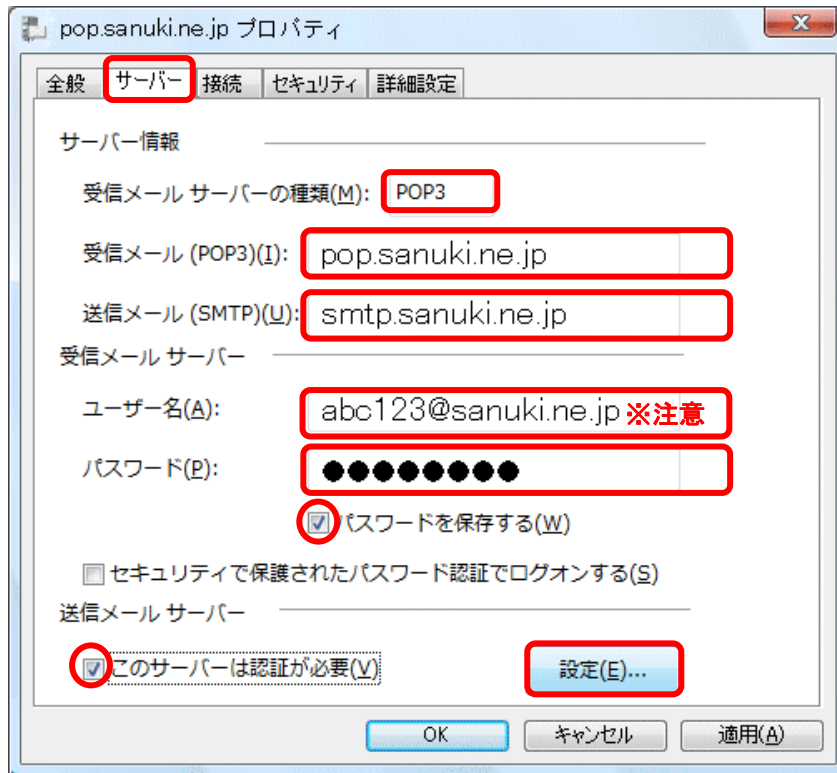 pop.sanuki.ne.jp プロパティ
全般 サーバー 接続 セキュリティ 詳細設定
サーバー情報
受信メール サーバーの種類(M): POP3
受信メール (POP3)(I): pop.sanuki.ne.jp
送信メール (SMTP)(U): smtp.sanuki.ne.jp
受信メール サーバー
ユーザー名(A): abc123@sanuki.ne.jp ※注意
パスワード(P): ●●●●●●●●
パスワードを保存する(W)
セキュリティで保護されたパスワード認証でログオンする(S)
送信メール サーバー
このサーバーは認証が必要(V) 設定(E)...
OK キャンセル 適用(A)